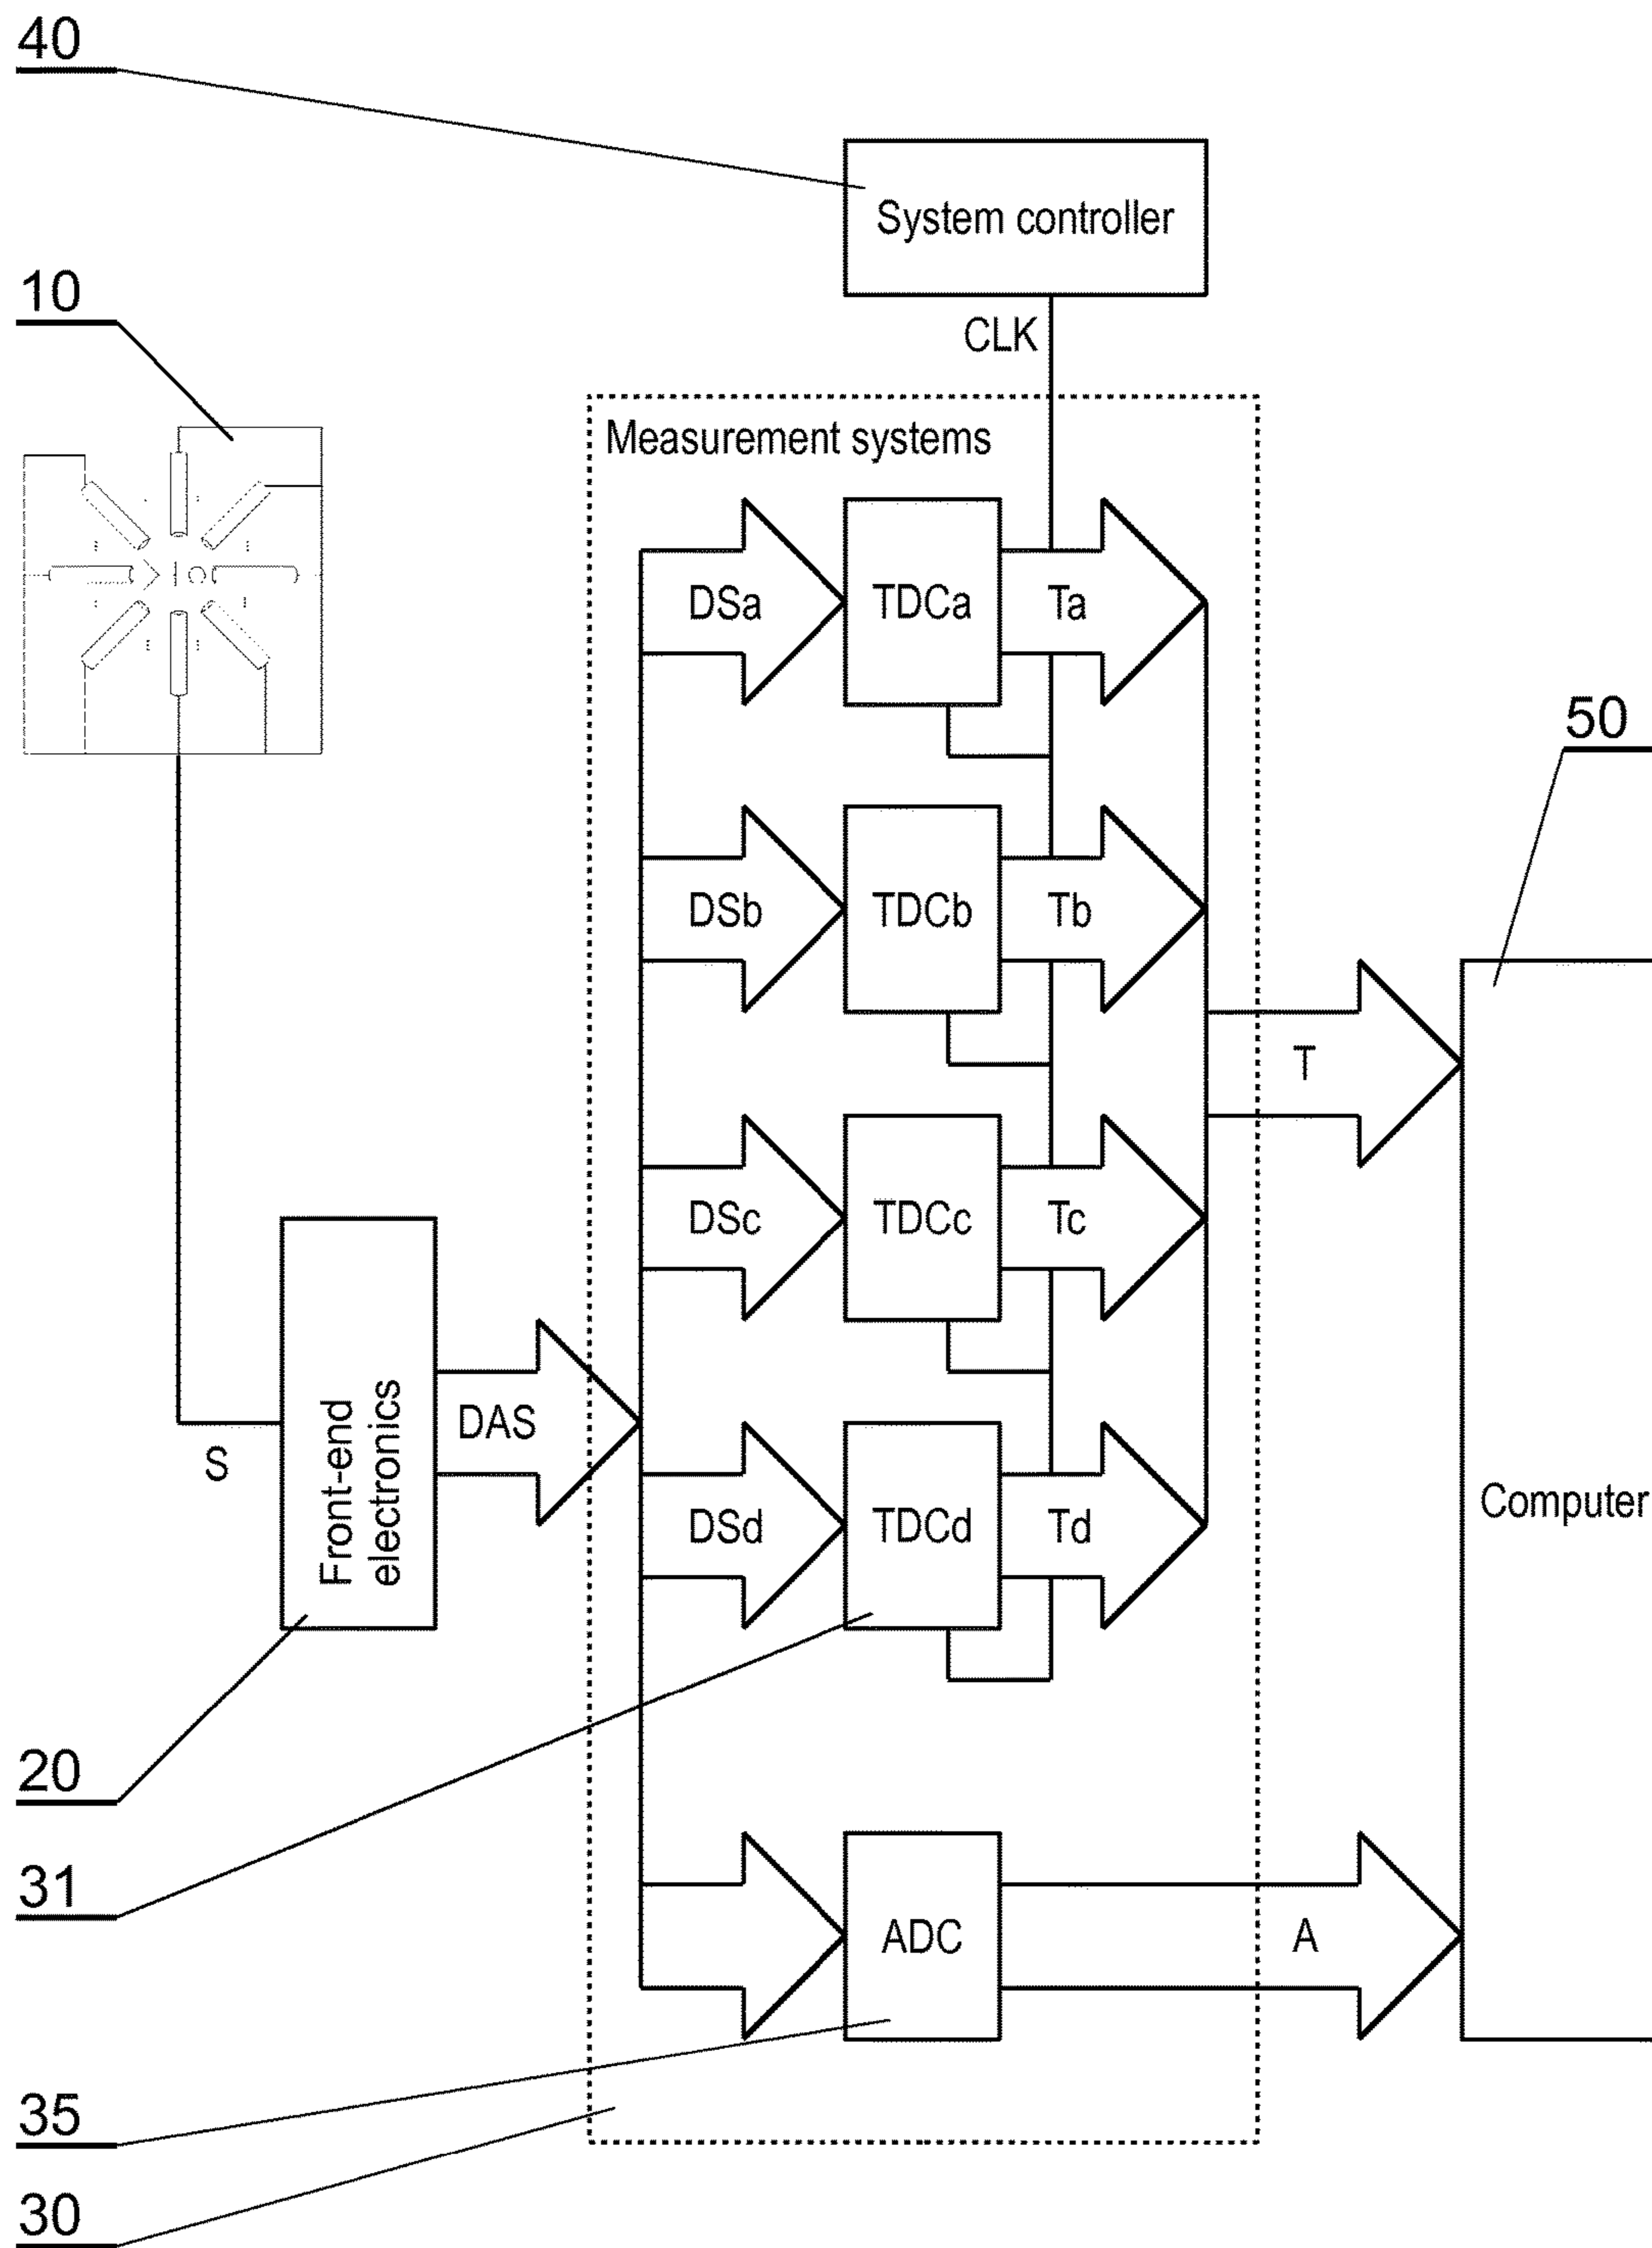 40
System controller
10
CLK
Measurement systems
DSa
TDCa
Ta
50
DSb
TDCb
Tb
T
DSc
TDCc
Tc
Front-end
electronics
DAS
S
DSd
TDCd
Td
Computer
20
31
ADC
A
35
30